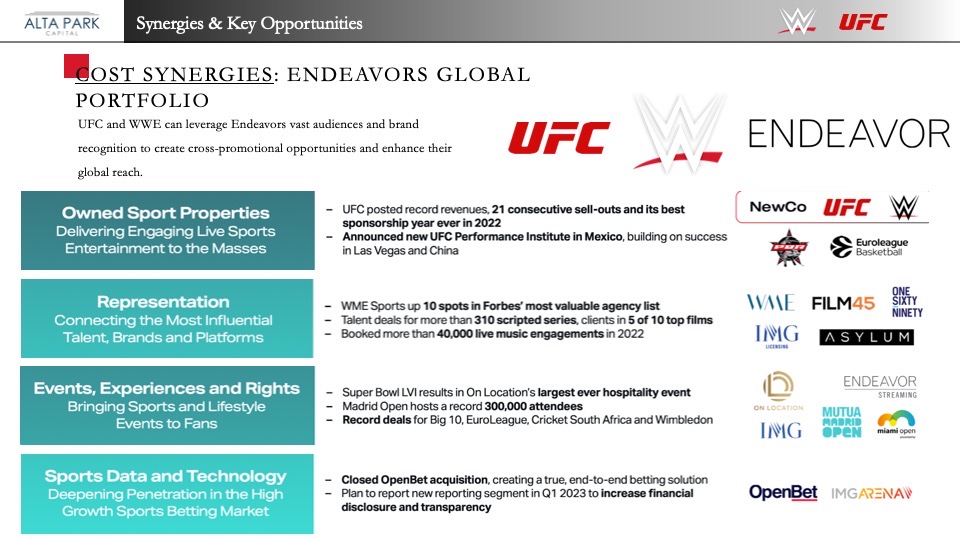 ALTA PARK
CAPITAL
Synergies & Key Opportunities
W
UFC
COST SYNERGIES: ENDEAVORS GLOBAL
PORTFOLIO
UFC and WWE can leverage Endeavors vast audiences and brand
recognition to create cross-promotional opportunities and enhance their
global reach.
UFC
W
ENDEAVOR
Owned Sport Properties
Delivering Engaging Live Sports
Entertainment to the Masses
– UFC posted record revenues, 21 consecutive sell-outs and its best
sponsorship year ever in 2022
– Announced new UFC Performance Institute in Mexico, building on success
in Las Vegas and China
NewCo
UFC
W
PBR
Euroleague
Basketball
Representation
Connecting the Most Influential
Talent, Brands and Platforms
– WME Sports up 10 spots in Forbes' most valuable agency list
– Talent deals for more than 310 scripted series, clients in 5 of 10 top films
– Booked more than 40,000 live music engagements in 2022
WME
FILM45
ONE
SIXTY
NINETY
IMG
LICENSING
ASYLUM
Events, Experiences and Rights
Bringing Sports and Lifestyle
Events to Fans
– Super Bowl LVI results in On Location's largest ever hospitality event
– Madrid Open hosts a record 300,000 attendees
– Record deals for Big 10, EuroLeague, Cricket South Africa and Wimbledon
ON LOCATION
ENDEAVOR
STREAMING
IMG
MUTUA
MADRID
OPEN
miami open
Sports Data and Technology
Deepening Penetration in the High
Growth Sports Betting Market
– Closed OpenBet acquisition, creating a true, end-to-end betting solution
– Plan to report new reporting segment in Q1 2023 to increase financial
disclosure and transparency
OpenBet
IMGARENA